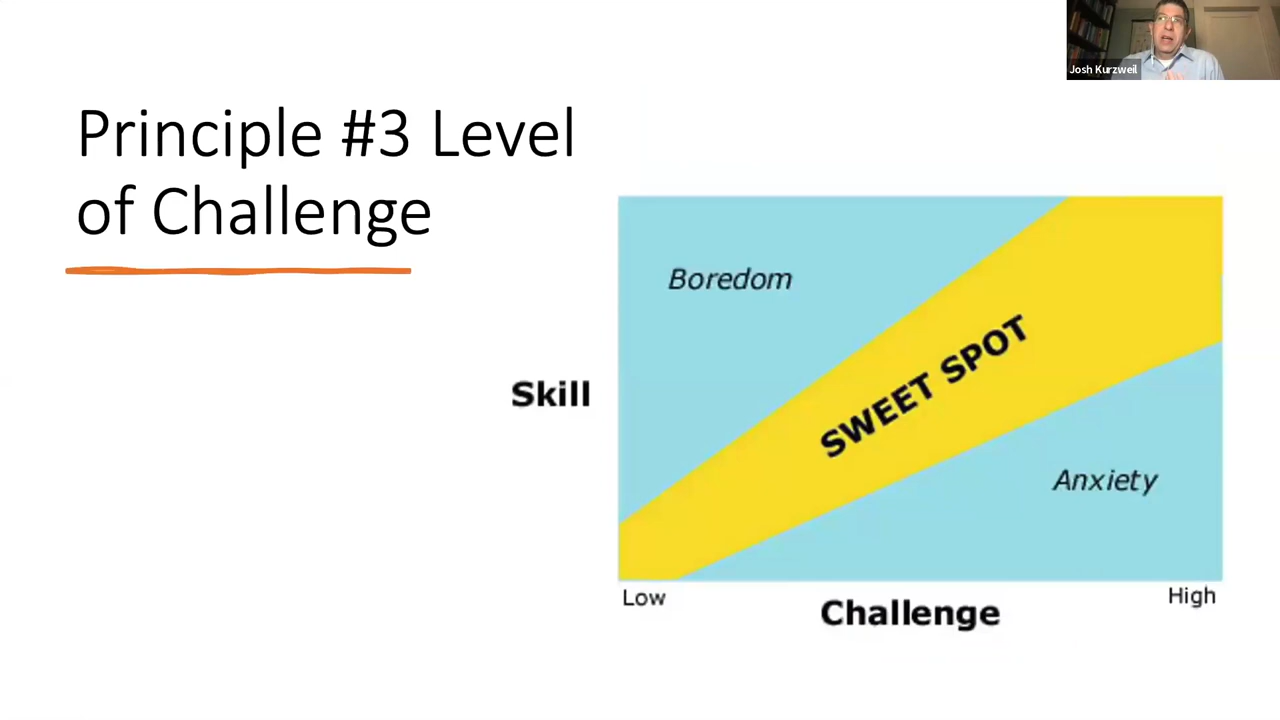 Josh Kurzweil
Principle #3 Level
of Challenge
Boredom
SWEET SPOT
Skill
Anxiety
Low
High
Challenge